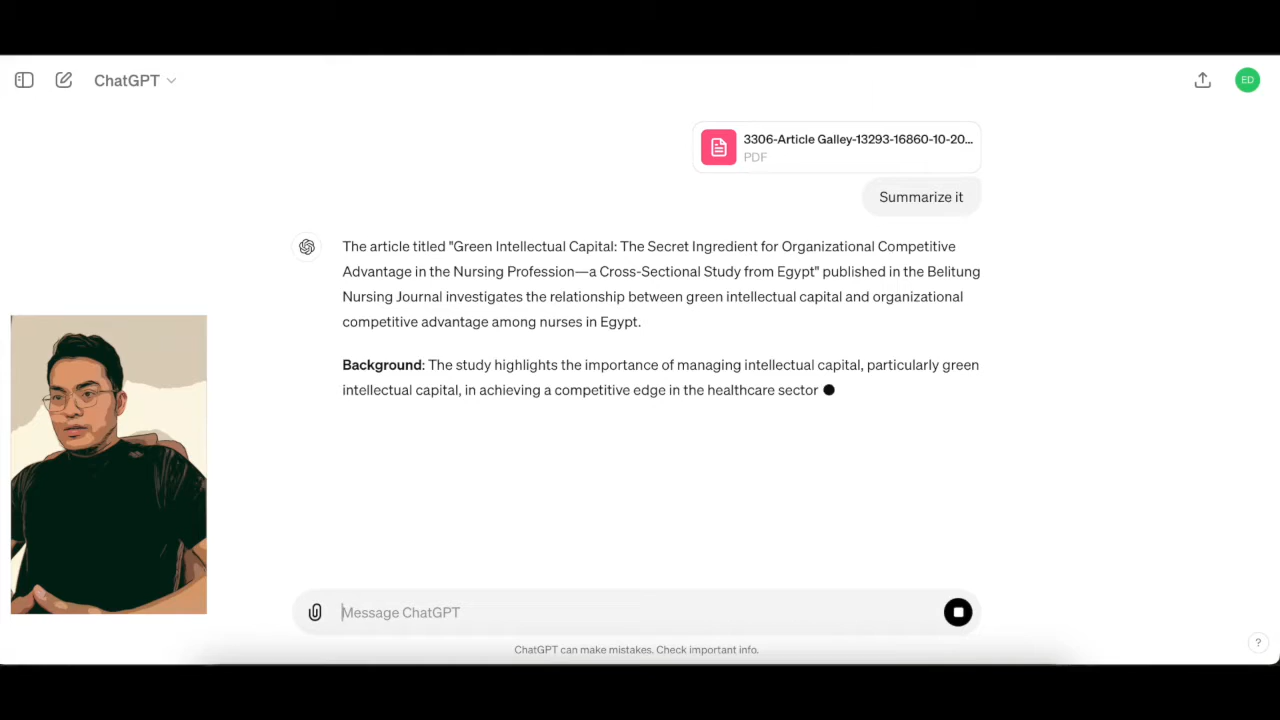 ChatGPT
ED
3306-Article Galley-13293-16860-10-20...
PDF
Summarize it
The article titled "Green Intellectual Capital: The Secret Ingredient for Organizational Competitive
Advantage in the Nursing Profession—a Cross-Sectional Study from Egypt" published in the Belitung
Nursing Journal investigates the relationship between green intellectual capital and organizational
competitive advantage among nurses in Egypt.
Background: The study highlights the importance of managing intellectual capital, particularly green
intellectual capital, in achieving a competitive edge in the healthcare sector
Message ChatGPT
ChatGPT can make mistakes. Check important info.
?